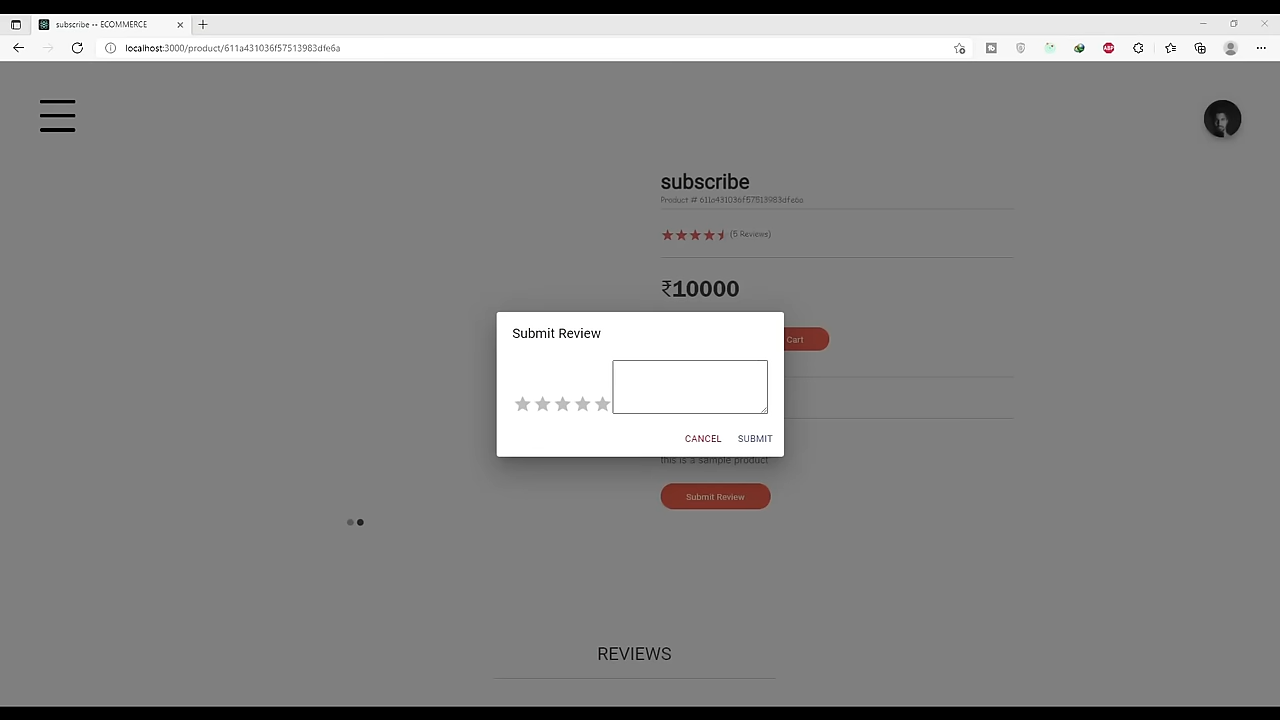 subscribe -- ECOMMERCE
localhost:3000/product/611a431036f57513983dfe6a
ABP
subscribe
Product # 611a431036f57513983dfe6a
(5 Reviews)
₹10000
Cart
Submit Review
CANCEL SUBMIT
this is a sample product
Submit Review
REVIEWS